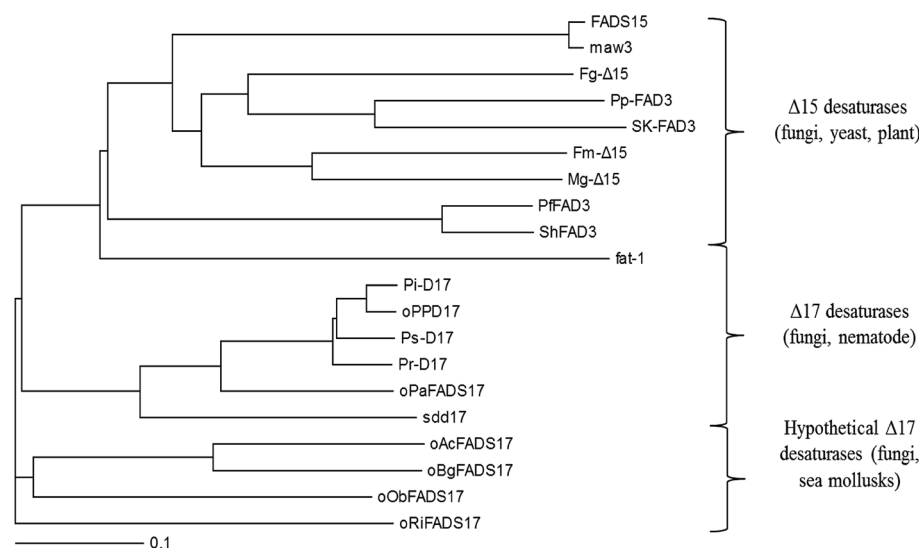 FADS15
maw3
Fg-Δ15
Pp-FAD3
SK-FAD3
Fm-Δ15
Mg-Δ15
PfFAD3
ShFAD3
fat-1
Pi-D17
oPPD17
Ps-D17
Pr-D17
oPaFADS17
sdd17
oAcFADS17
oBgFADS17
oObFADS17
oRiFADS17
0.1
Δ15 desaturases
(fungi, yeast, plant)
Δ17 desaturases
(fungi, nematode)
Hypothetical Δ17
desaturases (fungi,
sea mollusks)